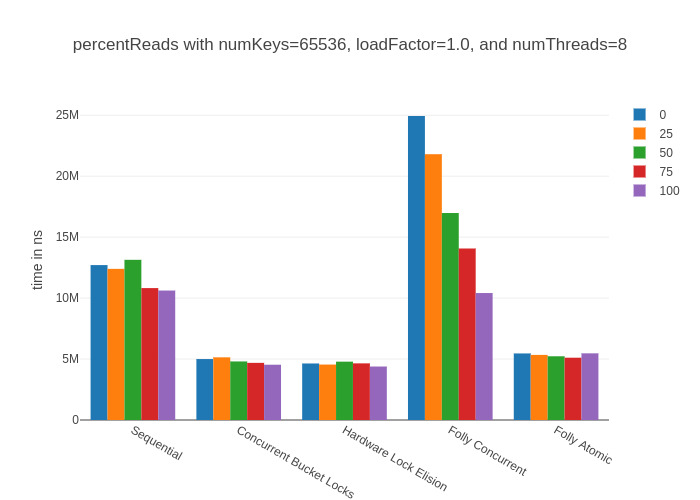 percentReads with numKeys=65536, loadFactor=1.0, and numThreads=8
25M
20M
15M
10M
5M
0
time in ns
Sequential
Concurrent Bucket Locks
Hardware Lock Elision
Folly Concurrent
Folly Atomic
0
25
50
75
100